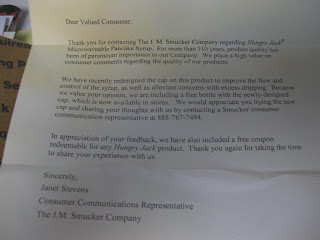 Dear Valued Consumer:
Thank you for contacting The J. M. Smucker Company regarding Hungry Jack®
Microwaveable Pancake Syrup. For more than 110 years, product quality has
been of paramount importance to our Company. We place a high value on
consumer comments regarding the quality of our products.
We have recently redesigned the cap on this product to improve the flow and
control of the syrup, as well as alleviate concerns with excess dripping. Because
we value your opinion, we are including a free bottle with the newly-designed
cap, which is now available in stores. We would appreciate you trying the new
cap and sharing your thoughts with us by contacting a Smucker consumer
communication representative at 888-767-7494.
In appreciation of your feedback, we have also included a free coupon
redeemable for any Hungry Jack product. Thank you again for taking the time
to share your experience with us.
Sincerely,
Janet Stevens
Consumer Communications Representative
The J.M. Smucker Company